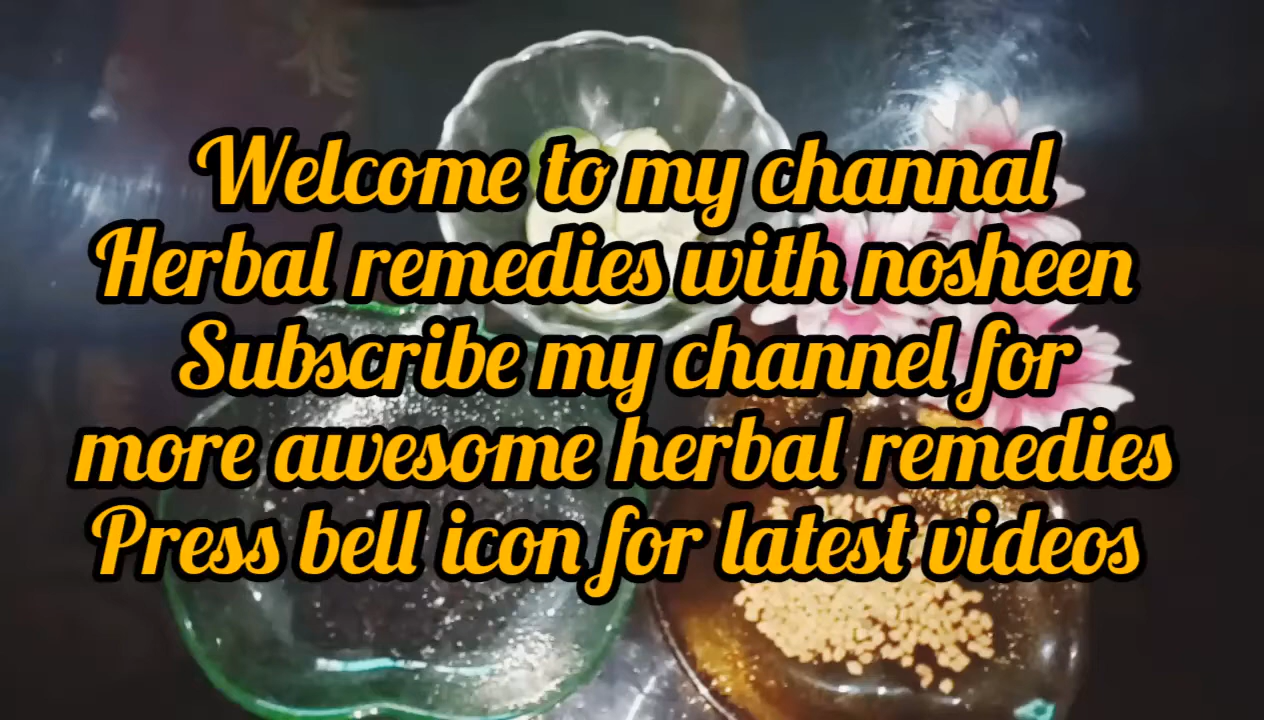 Welcome to my channal
Herbal remedies with nosheen
Subscribe my channel for
more awesome herbal remedies
Press bell icon for latest videos